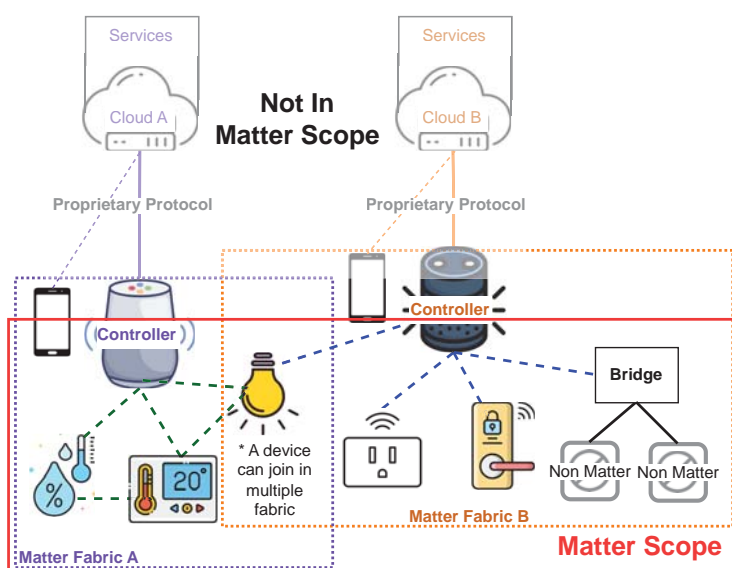 Services
Cloud A
Services
Cloud B
Not In
Matter Scope
Proprietary Protocol
Proprietary Protocol
Controller
Controller
Bridge
20°
* A device
can join in
multiple
fabric
Non Matter
Non Matter
Matter Fabric B
Matter Fabric A
Matter Scope